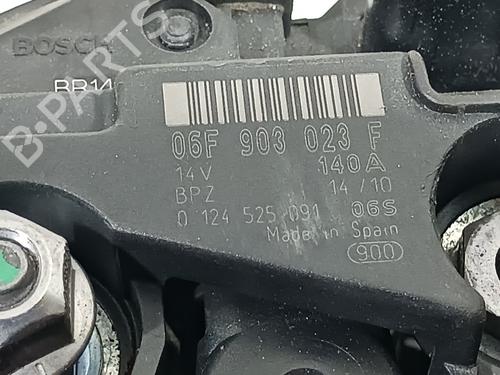 BOSCH
BR14
06F 903 023 F
14V 140A
BPZ 14/10
0 124 525 091 06S
Made in Spain
900
B-PARTS